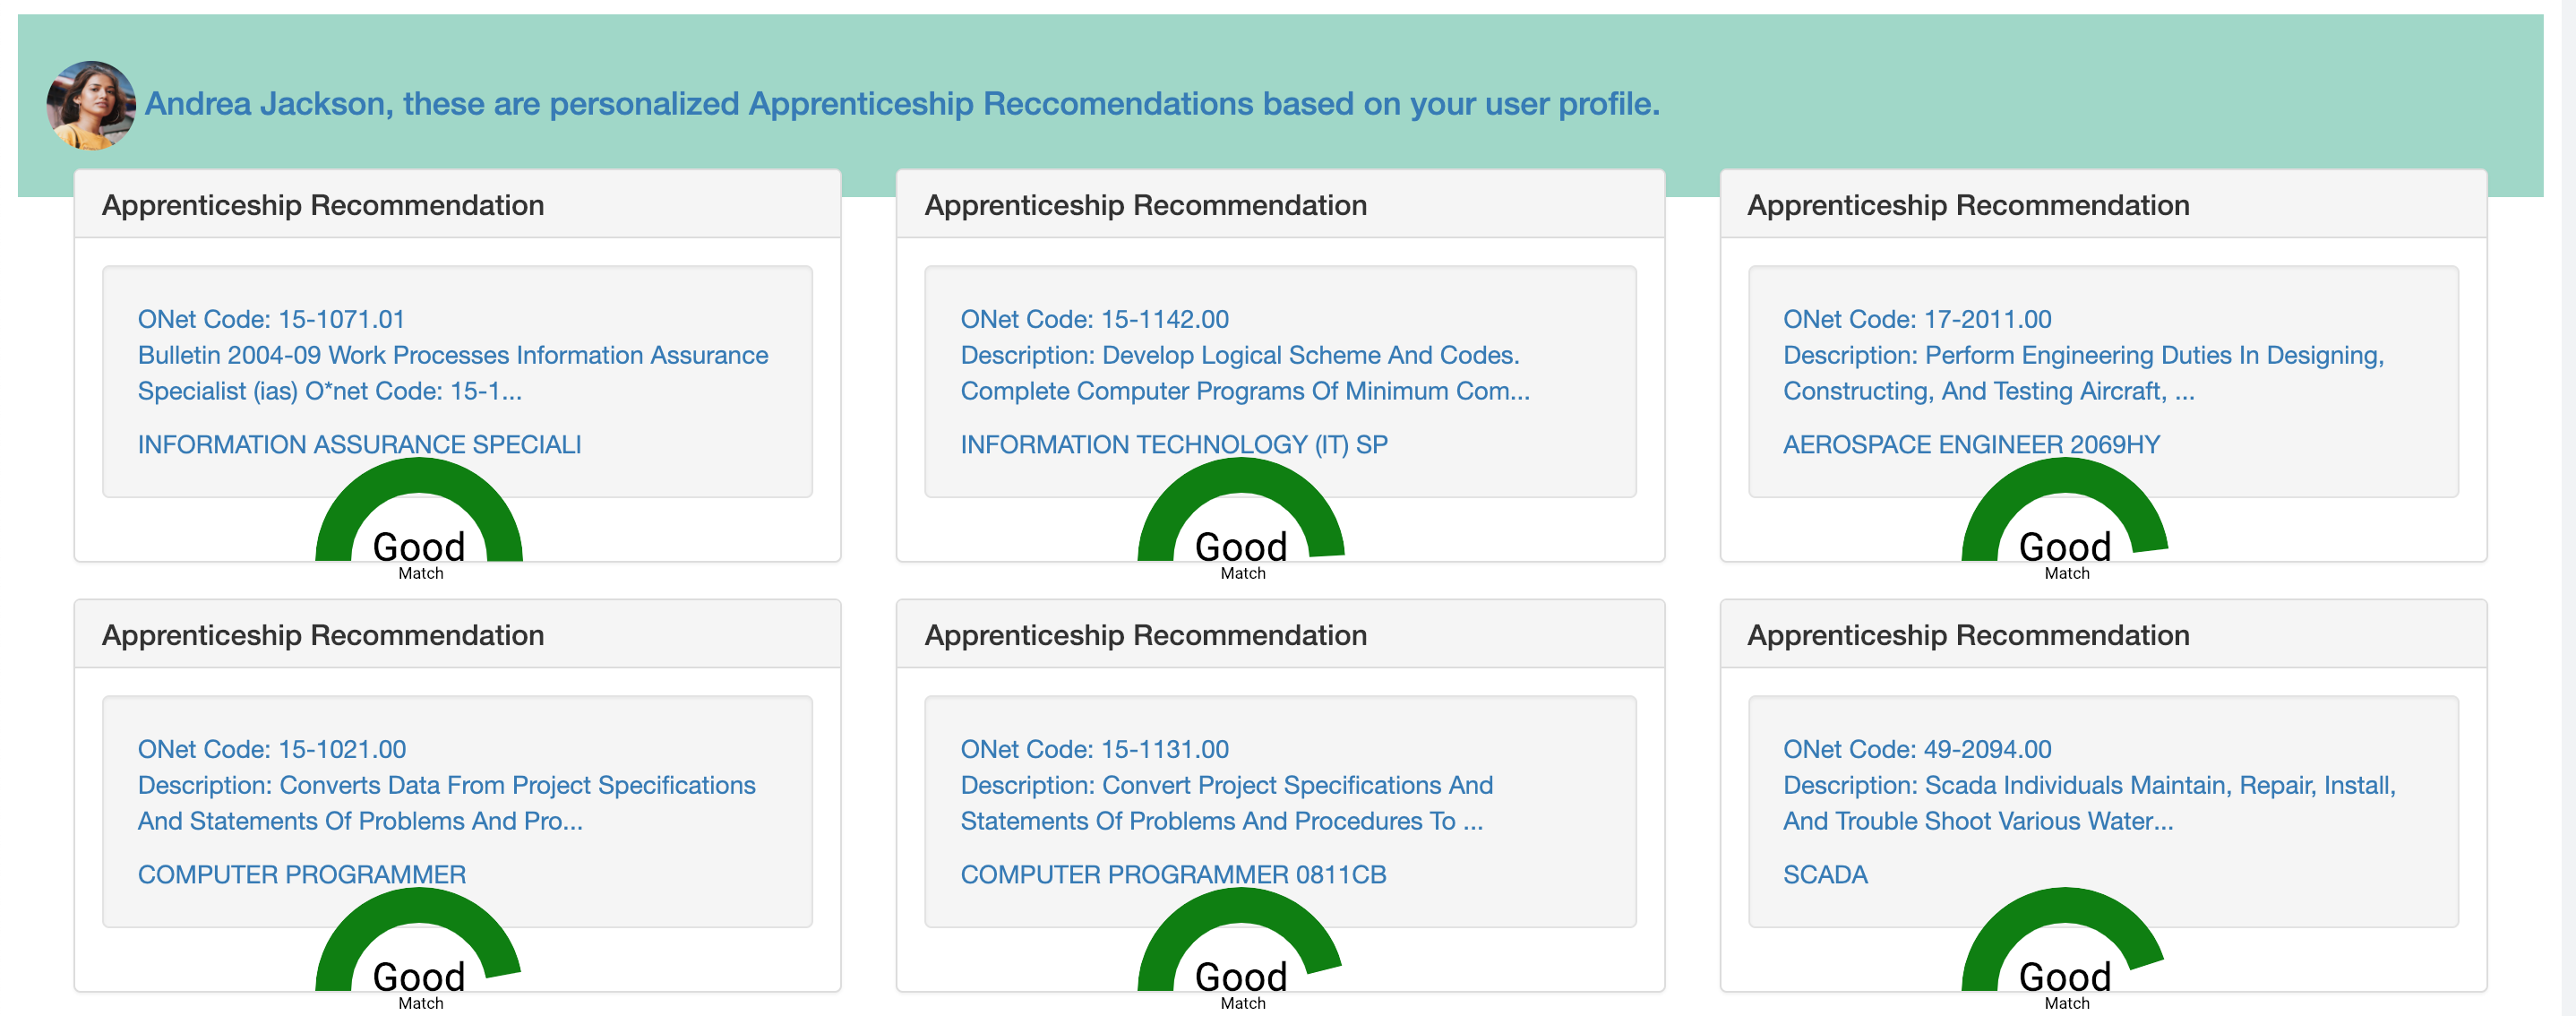 Andrea Jackson, these are personalized Apprenticeship Reccomendations based on your user profile.
Apprenticeship Recommendation
ONet Code: 15-1071.01
Bulletin 2004-09 Work Processes Information Assurance
Specialist (ias) O*net Code: 15-1...
INFORMATION ASSURANCE SPECIALI
Good
Match
Apprenticeship Recommendation
ONet Code: 15-1142.00
Description: Develop Logical Scheme And Codes.
Complete Computer Programs Of Minimum Com...
INFORMATION TECHNOLOGY (IT) SP
Good
Match
Apprenticeship Recommendation
ONet Code: 17-2011.00
Description: Perform Engineering Duties In Designing,
Constructing, And Testing Aircraft, ...
AEROSPACE ENGINEER 2069HY
Good
Match
Apprenticeship Recommendation
ONet Code: 15-1021.00
Description: Converts Data From Project Specifications
And Statements Of Problems And Pro...
COMPUTER PROGRAMMER
Good
Match
Apprenticeship Recommendation
ONet Code: 15-1131.00
Description: Convert Project Specifications And
Statements Of Problems And Procedures To ...
COMPUTER PROGRAMMER 0811CB
Good
Match
Apprenticeship Recommendation
ONet Code: 49-2094.00
Description: Scada Individuals Maintain, Repair, Install,
And Trouble Shoot Various Water...
SCADA
Good
Match